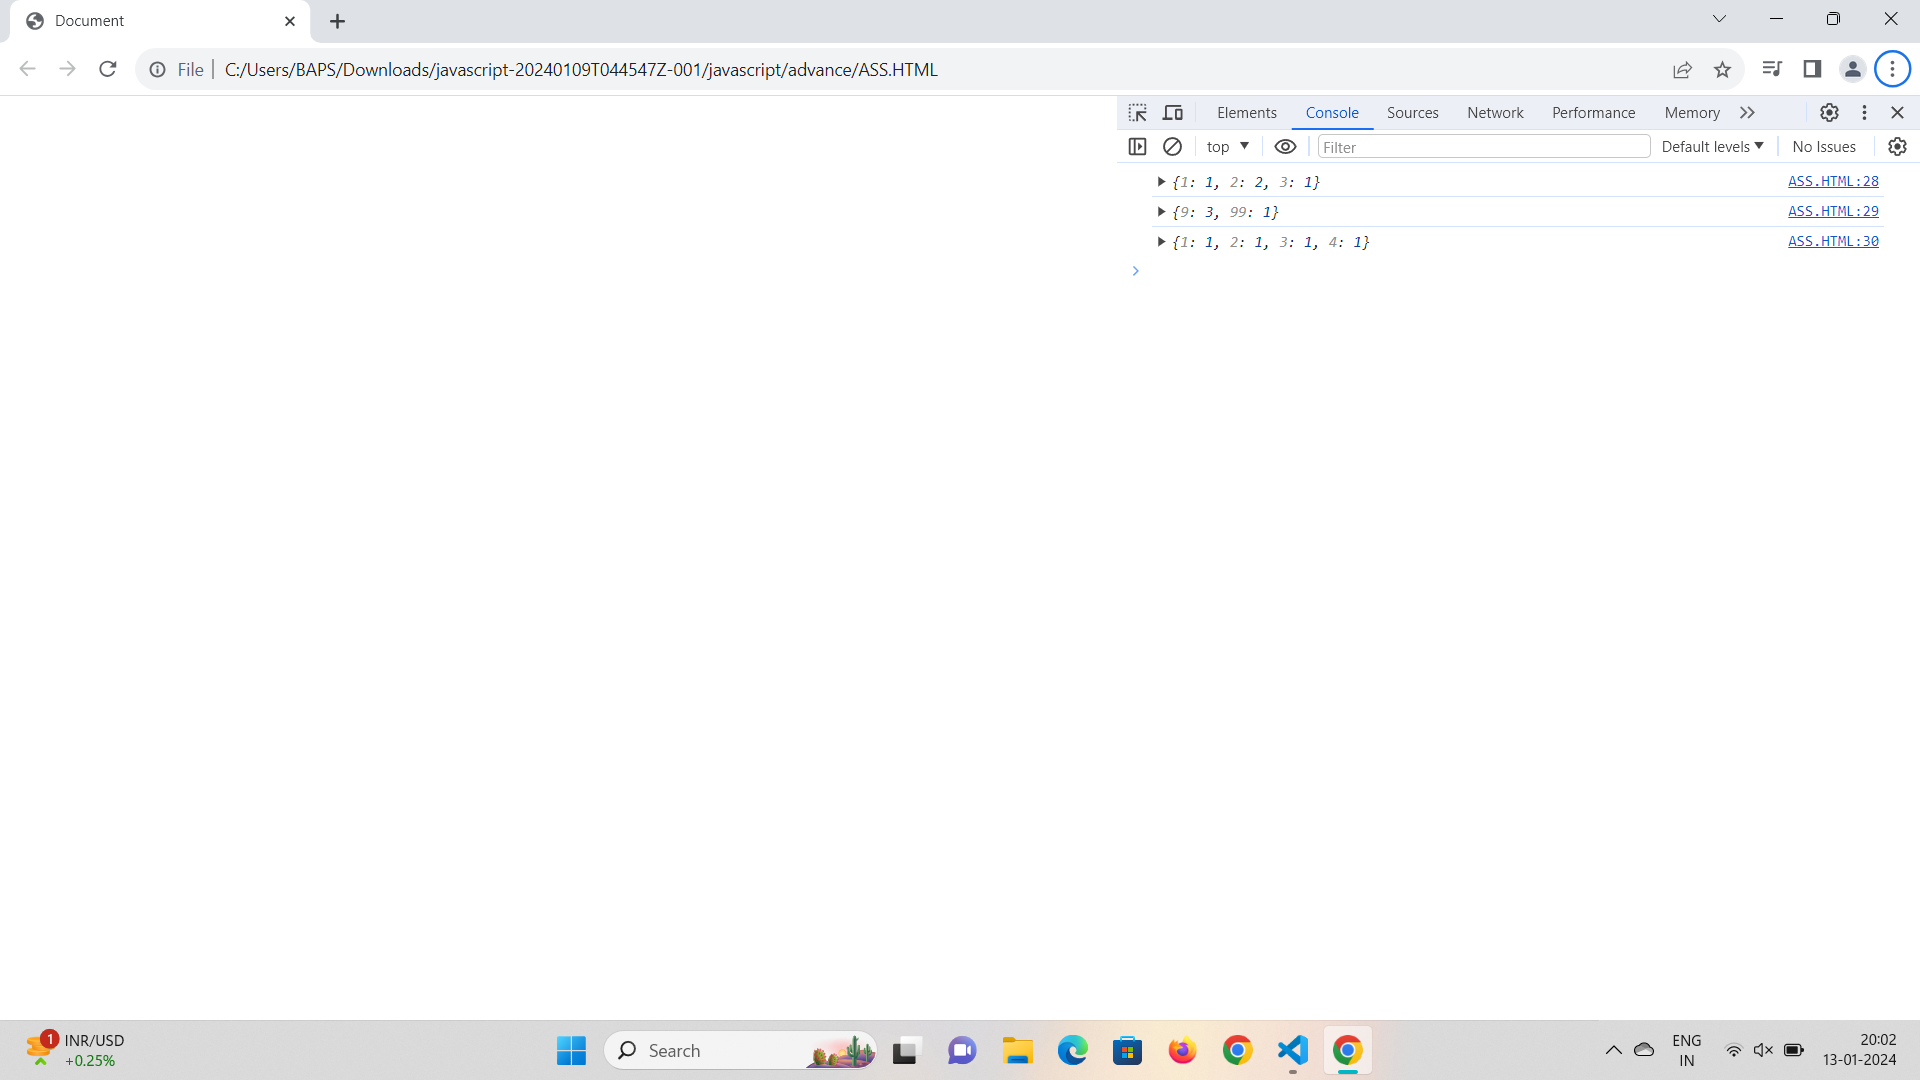 Document
File
C:/Users/BAPS/Downloads/javascript-20240109T044547Z-001/javascript/advance/ASS.HTML
Elements Console Sources Network Performance Memory
top Filter Default levels No Issues
{1: 1, 2: 2, 3: 1} ASS.HTML:28
{9: 3, 99: 1} ASS.HTML:29
{1: 1, 2: 1, 3: 1, 4: 1} ASS.HTML:30
1
INR/USD
+0.25%
Search
ENG
IN
20:02
13-01-2024